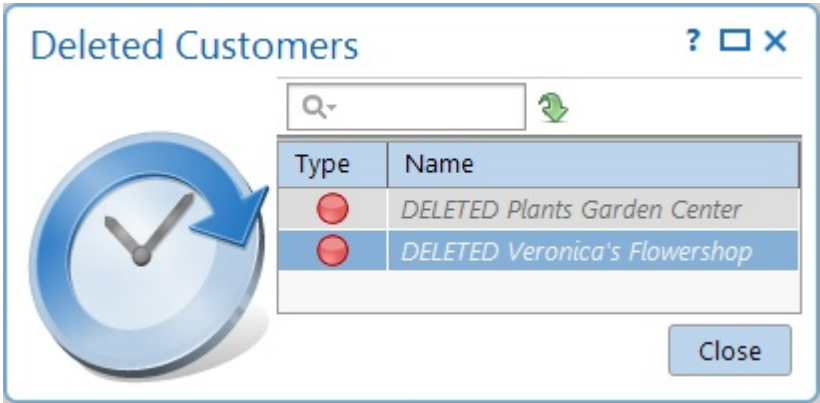 Deleted Customers
?
Type Name
DELETED Plants Garden Center
DELETED Veronica's Flowershop
Close